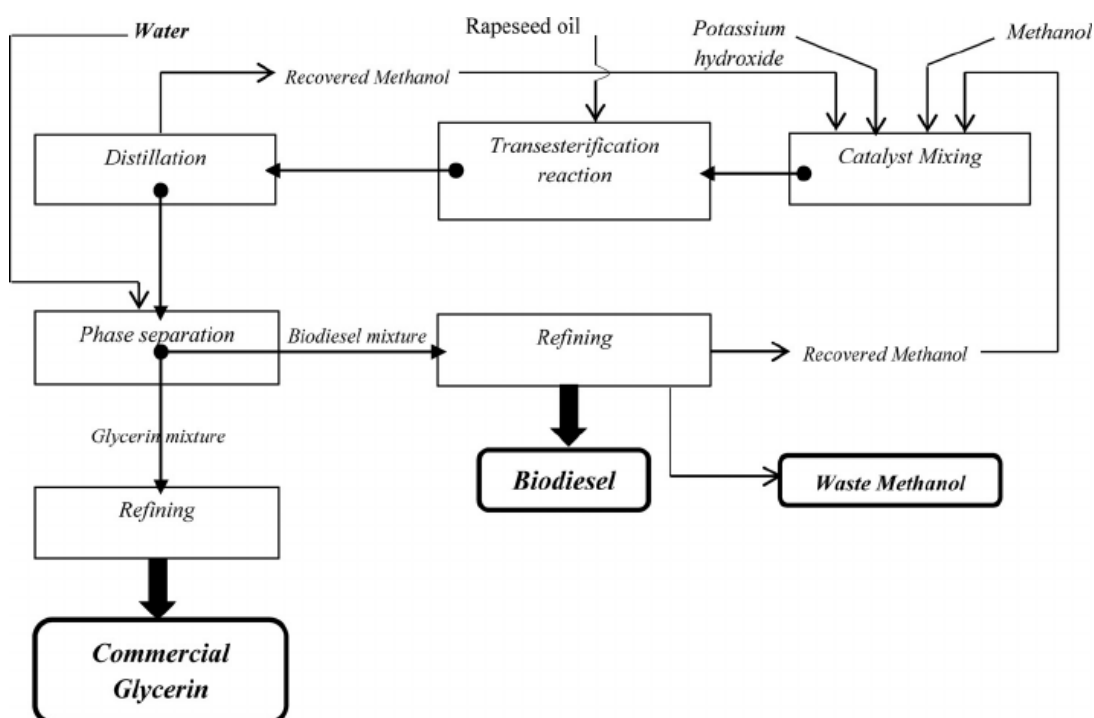 Water
Rapeseed oil
Potassium
hydroxide
Methanol
Recovered Methanol
Distillation
Transesterification
reaction
Catalyst Mixing
Phase separation
Biodiesel mixture
Refining
Recovered Methanol
Glycerin mixture
Biodiesel
Waste Methanol
Refining
Commercial
Glycerin